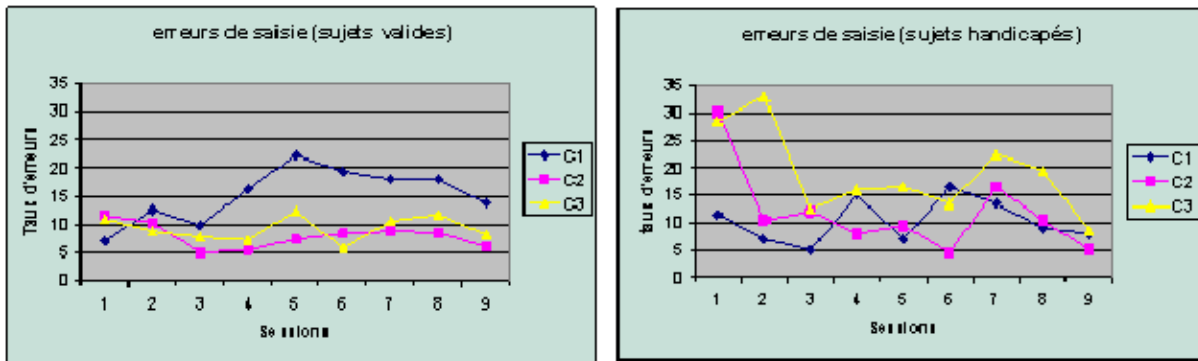 erreurs de saisie (sujets valides)
Taux d'erreurs
35
30
25
20
15
10
5
0
1 2 3 4 5 6 7 8 9
Sessions
C1
C2
C3
erreurs de saisie (sujets handicapés)
taux d'erreurs
35
30
25
20
15
10
5
0
1 2 3 4 5 6 7 8 9
Sessions
C1
C2
C3